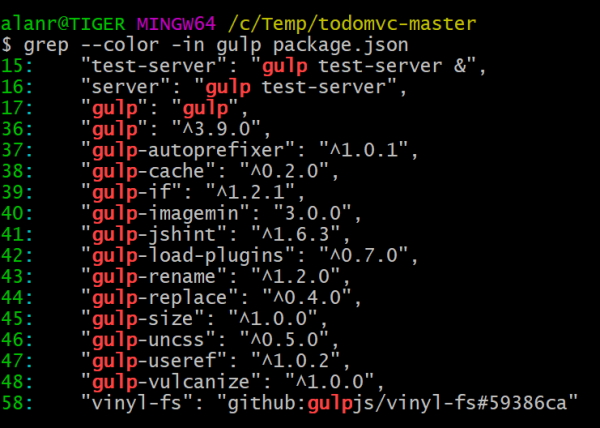 alanr@TIGER MINGW64 /c/Temp/todomvc-master
$ grep --color -in gulp package.json
15:    "test-server": "gulp test-server &",
16:    "server": "gulp test-server",
17:    "gulp": "gulp",
36:    "gulp": "^3.9.0",
37:    "gulp-autoprefixer": "^1.0.1",
38:    "gulp-cache": "^0.2.0",
39:    "gulp-if": "^1.2.1",
40:    "gulp-imagemin": "3.0.0",
41:    "gulp-jshint": "^1.6.3",
42:    "gulp-load-plugins": "^0.7.0",
43:    "gulp-rename": "^1.2.0",
44:    "gulp-replace": "^0.4.0",
45:    "gulp-size": "^1.0.0",
46:    "gulp-uncss": "^0.5.0",
47:    "gulp-useref": "^1.0.2",
48:    "gulp-vulcanize": "^1.0.0",
58:    "vinyl-fs": "github:gulpjs/vinyl-fs#59386ca"